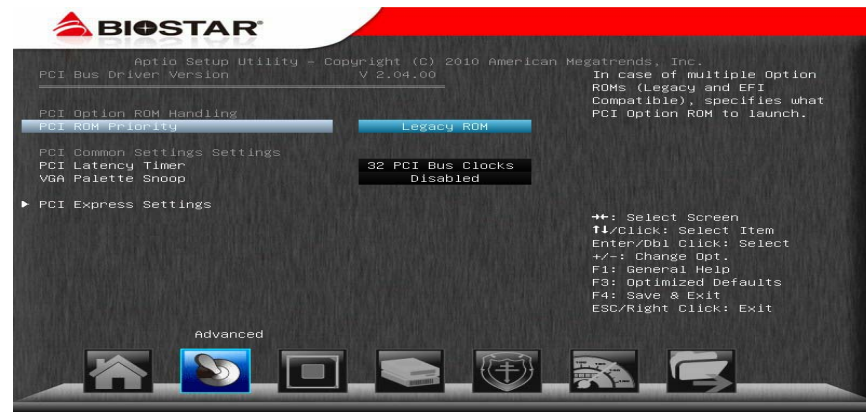 BIOSTAR®
Aptio Setup Utility - Copyright (C) 2010 American Megatrends, Inc.
PCI Bus Driver Version V 2.04.00
PCI Option ROM Handling
PCI ROM Priority Legacy ROM
PCI Common Settings Settings
PCI Latency Timer 32 PCI Bus Clocks
VGA Palette Snoop Disabled
▶ PCI Express Settings
In case of multiple Option
ROMs (Legacy and EFI
Compatible), specifies what
PCI Option ROM to launch.
→←: Select Screen
↑↓/Click: Select Item
Enter/Dbl Click: Select
+/-: Change Opt.
F1: General Help
F3: Optimized Defaults
F4: Save & Exit
ESC/Right Click: Exit
Advanced